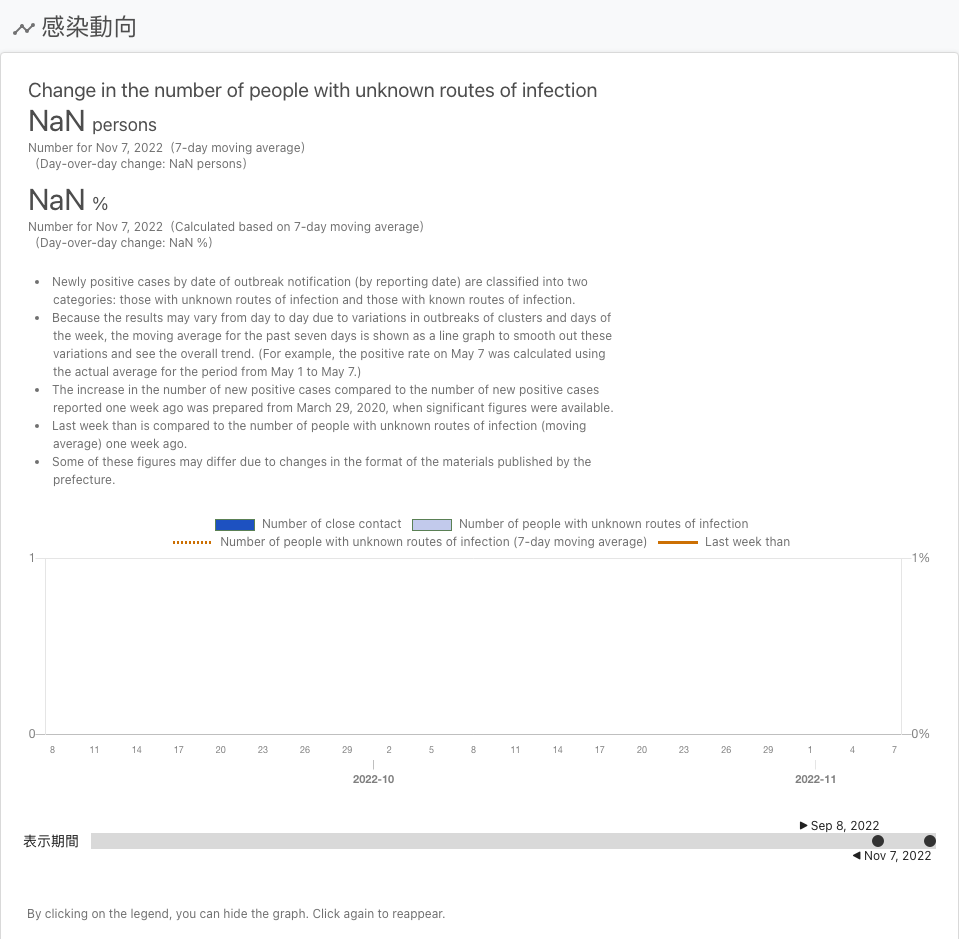 感染動向
Change in the number of people with unknown routes of infection
NaN persons
Number for Nov 7, 2022 (7-day moving average)
(Day-over-day change: NaN persons)
NaN %
Number for Nov 7, 2022 (Calculated based on 7-day moving average)
(Day-over-day change: NaN %)
• Newly positive cases by date of outbreak notification (by reporting date) are classified into two
categories: those with unknown routes of infection and those with known routes of infection.
• Because the results may vary from day to day due to variations in outbreaks of clusters and days of
the week, the moving average for the past seven days is shown as a line graph to smooth out these
variations and see the overall trend. (For example, the positive rate on May 7 was calculated using
the actual average for the period from May 1 to May 7.)
• The increase in the number of new positive cases compared to the number of new positive cases
reported one week ago was prepared from March 29, 2020, when significant figures were available.
• Last week than is compared to the number of people with unknown routes of infection (moving
average) one week ago.
• Some of these figures may differ due to changes in the format of the materials published by the
prefecture.
Number of close contact Number of people with unknown routes of infection
Number of people with unknown routes of infection (7-day moving average) Last week than
1 1%
0 0%
8 11 14 17 20 23 26 29 2 5 8 11 14 17 20 23 26 29 1 4 7
2022-10 2022-11
▶ Sep 8, 2022
表示期間
◀ Nov 7, 2022
By clicking on the legend, you can hide the graph. Click again to reappear.